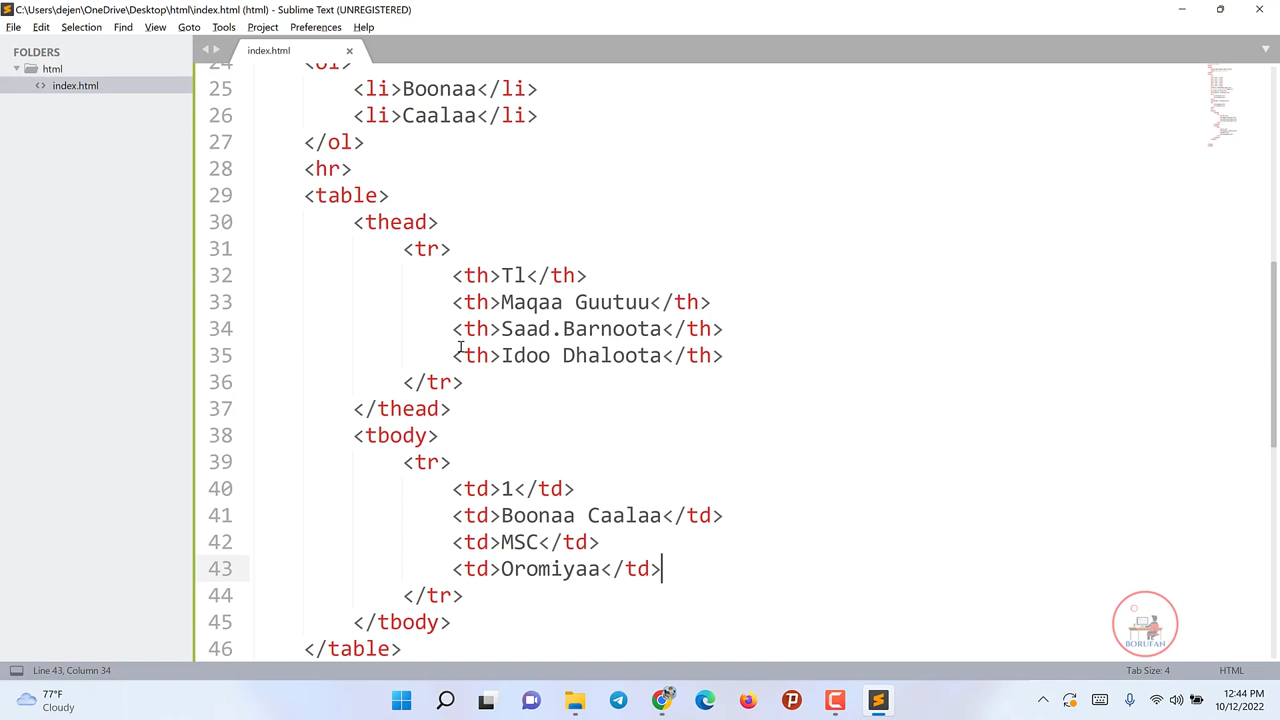 C:\Users\dejen\OneDrive\Desktop\html\index.html (html) - Sublime Text (UNREGISTERED)
File Edit Selection Find View Goto Tools Project Preferences Help
FOLDERS
html
<> index.html
index.html
24 <ol>
25 <li>Boonaa</li>
26 <li>Caalaa</li>
27 </ol>
28 <hr>
29 <table>
30 <thead>
31 <tr>
32 <th>Tl</th>
33 <th>Maqaa Guutuu</th>
34 <th>Saad.Barnoota</th>
35 <th>Idoo Dhaloota</th>
36 </tr>
37 </thead>
38 <tbody>
39 <tr>
40 <td>1</td>
41 <td>Boonaa Caalaa</td>
42 <td>MSC</td>
43 <td>Oromiyaa</td>
44 </tr>
45 </tbody>
46 </table>
BORUFAN
Line 43, Column 34
Tab Size: 4
HTML
77°F
Cloudy
12:44 PM
10/12/2022